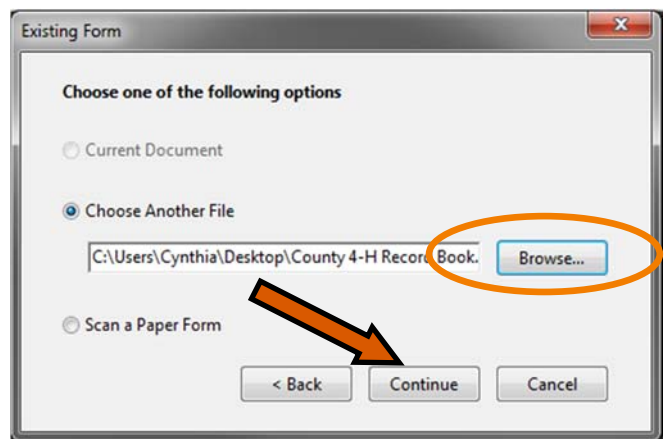 Existing Form
Choose one of the following options
Current Document
Choose Another File
C:\Users\Cynthia\Desktop\County 4-H Record Book.
Browse...
Scan a Paper Form
< Back Continue Cancel